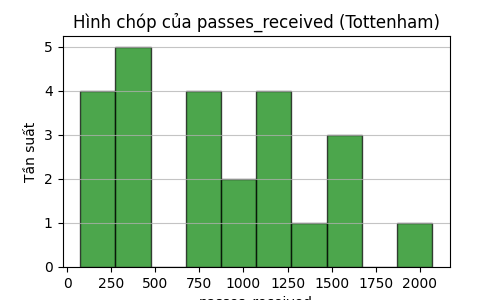 Hình chóp của passes_received (Tottenham)
5
4
3
2
1
0
Tần suất
0 250 500 750 1000 1250 1500 1750 2000
passes_received